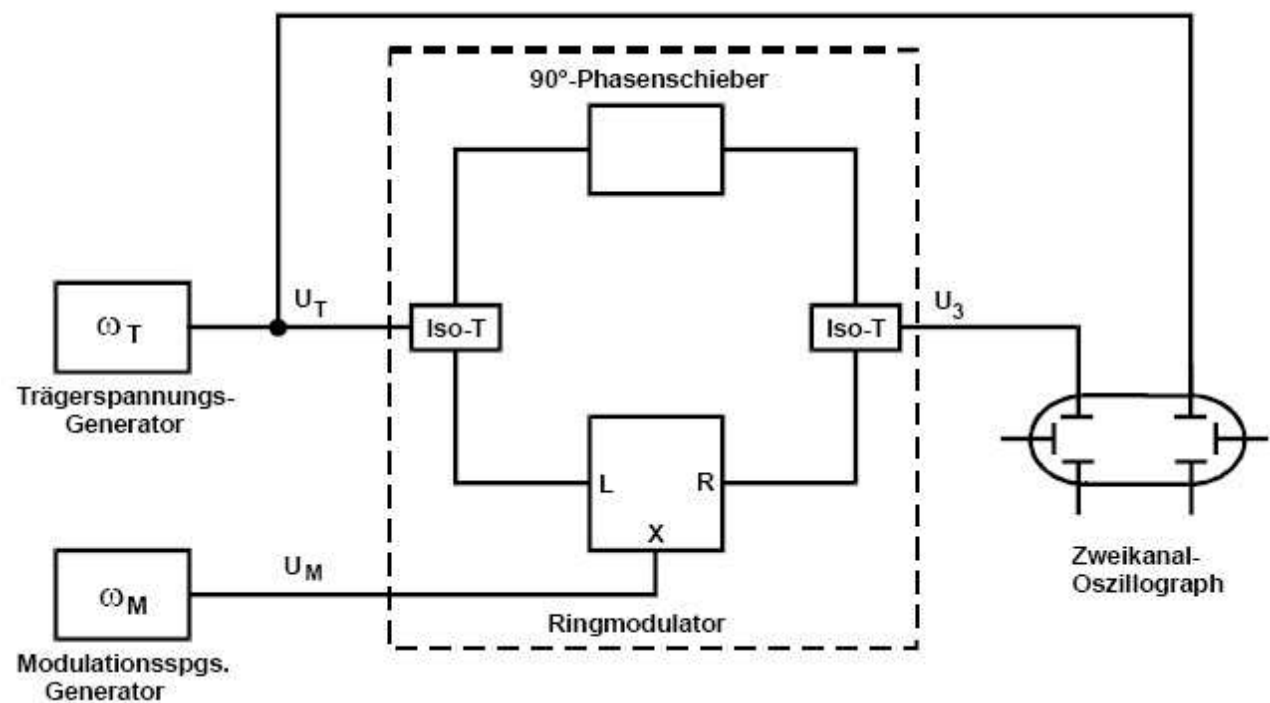 90°-Phasenschieber
U_T
U_3
ω_T
Iso-T
Iso-T
Trägerspannungs-
Generator
L
R
X
U_M
ω_M
Ringmodulator
Zweikanal-
Oszillograph
Modulationsspgs.
Generator